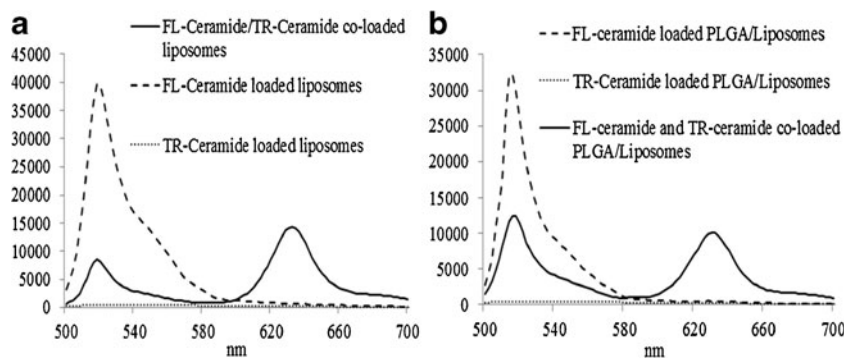 a
FL-Ceramide/TR-Ceramide co-loaded
liposomes
FL-Ceramide loaded liposomes
TR-Ceramide loaded liposomes
45000
40000
35000
30000
25000
20000
15000
10000
5000
0
500 540 580 620 660 700
nm
b
FL-ceramide loaded PLGA/Liposomes
TR-Ceramide loaded PLGA/Liposomes
FL-ceramide and TR-ceramide co-loaded
PLGA/Liposomes
35000
30000
25000
20000
15000
10000
5000
0
500 540 580 620 660 700
nm